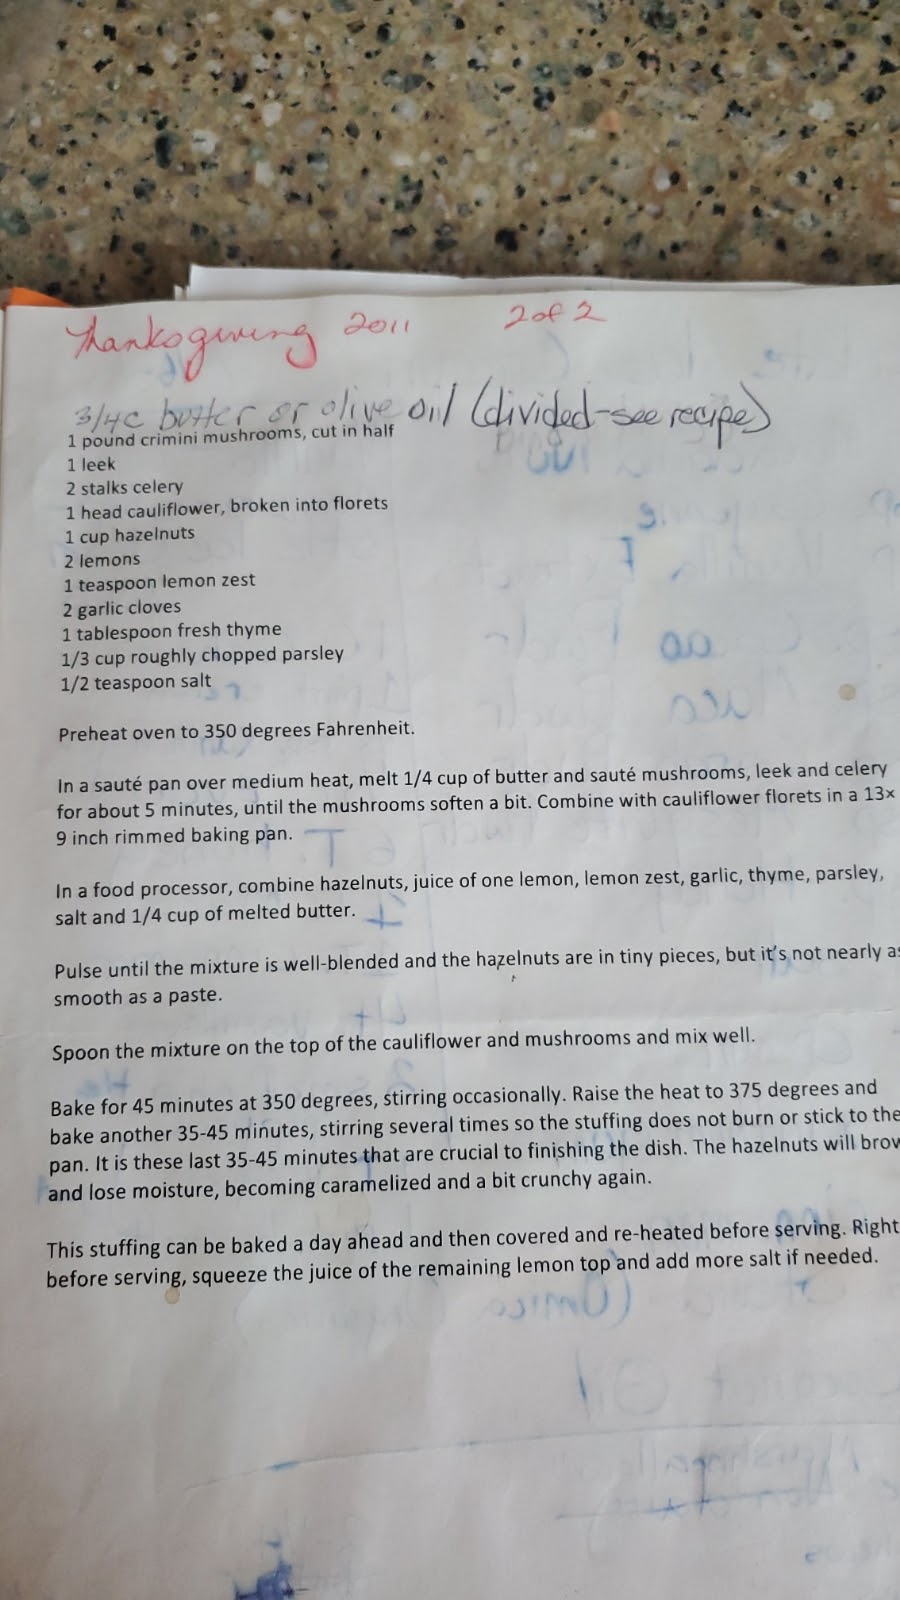 Thanksgiving 2011 2 of 2
3/4c butter or olive oil (divided-see recipe)
1 pound crimini mushrooms, cut in half
1 leek
2 stalks celery
1 head cauliflower, broken into florets
1 cup hazelnuts
2 lemons
1 teaspoon lemon zest
2 garlic cloves
1 tablespoon fresh thyme
1/3 cup roughly chopped parsley
1/2 teaspoon salt
Preheat oven to 350 degrees Fahrenheit.
In a sauté pan over medium heat, melt 1/4 cup of butter and sauté mushrooms, leek and celery
for about 5 minutes, until the mushrooms soften a bit. Combine with cauliflower florets in a 13×
9 inch rimmed baking pan.
In a food processor, combine hazelnuts, juice of one lemon, lemon zest, garlic, thyme, parsley,
salt and 1/4 cup of melted butter.
Pulse until the mixture is well-blended and the hazelnuts are in tiny pieces, but it's not nearly as
smooth as a paste.
Spoon the mixture on the top of the cauliflower and mushrooms and mix well.
Bake for 45 minutes at 350 degrees, stirring occasionally. Raise the heat to 375 degrees and
bake another 35-45 minutes, stirring several times so the stuffing does not burn or stick to the
pan. It is these last 35-45 minutes that are crucial to finishing the dish. The hazelnuts will brow
and lose moisture, becoming caramelized and a bit crunchy again.
This stuffing can be baked a day ahead and then covered and re-heated before serving. Right
before serving, squeeze the juice of the remaining lemon top and add more salt if needed.